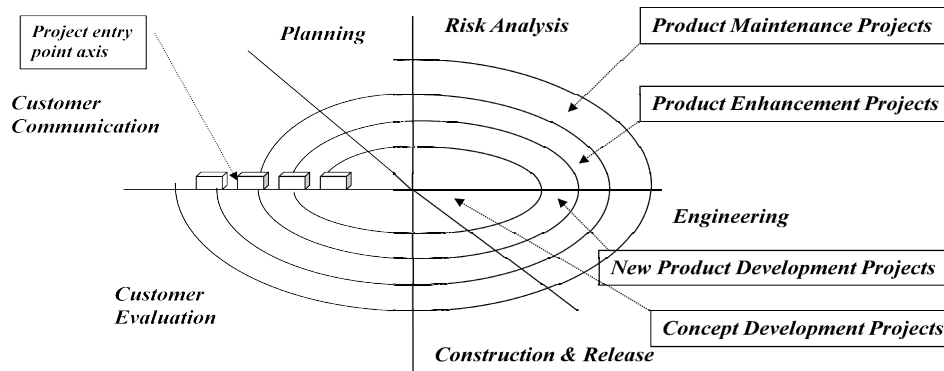 Planning
Risk Analysis
Product Maintenance Projects
Project entry
point axis
Customer
Communication
Product Enhancement Projects
Engineering
New Product Development Projects
Customer
Evaluation
Concept Development Projects
Construction & Release